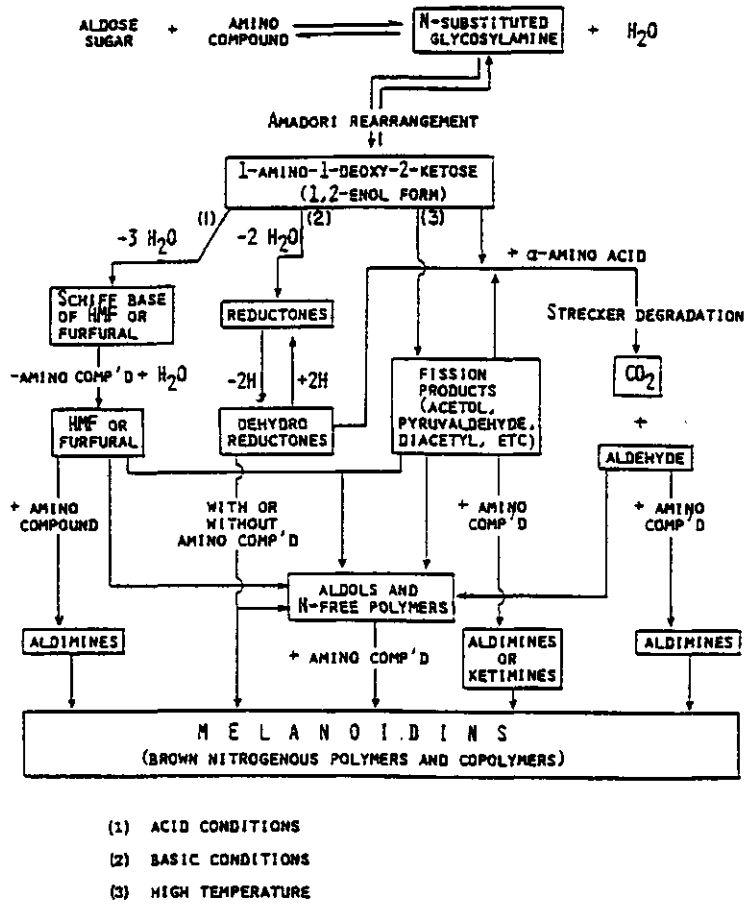 ALDOSE SUGAR + AMINO COMPOUND N-SUBSTITUTED GLYCOSYLAMINE + H2O
AMADORI REARRANGEMENT
1-AMINO-1-DEOXY-2-KETOSE
(1,2-ENOL FORM)
(1) (2) (3)
-3 H2O
-2 H2O
+ α-AMINO ACID
SCHIFF BASE
OF HMF OR
FURFURAL
REDUCTONES
STRECKER DEGRADATION
-AMINO COMP'D + H2O
-2H
+2H
FISSION
PRODUCTS
(ACETOL,
PYRUVALDEHYDE,
DIACETYL, ETC)
CO2
+
HMF OR
FURFURAL
DEHYDRO
REDUCTONES
ALDEHYDE
+ AMINO
COMPOUND
WITH OR
WITHOUT
AMINO COMP'D
+ AMINO
COMP'D
+ AMINO
COMP'D
ALDOLS AND
N-FREE POLYMERS
ALDIMINES
+ AMINO COMP'D
ALDIMINES
OR
KETIMINES
ALDIMINES
MELANOIDINS
(BROWN NITROGENOUS POLYMERS AND COPOLYMERS)
(1) ACID CONDITIONS
(2) BASIC CONDITIONS
(3) HIGH TEMPERATURE